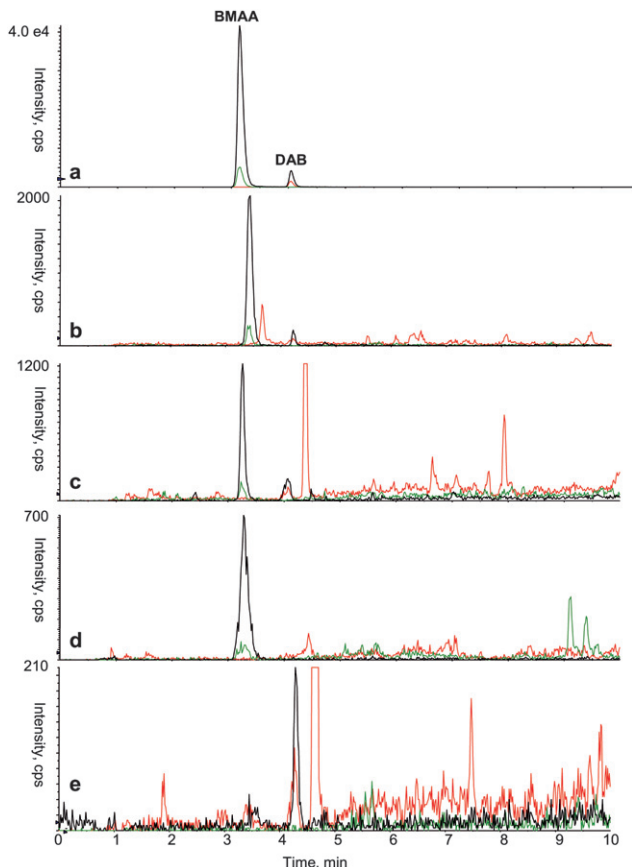 BMAA
4.0 e4
Intensity, cps
DAB
a
2000
Intensity, cps
b
1200
Intensity, cps
c
700
Intensity, cps
d
210
Intensity, cps
e
0 1 2 3 4 5 6 7 8 9 10
Time, min